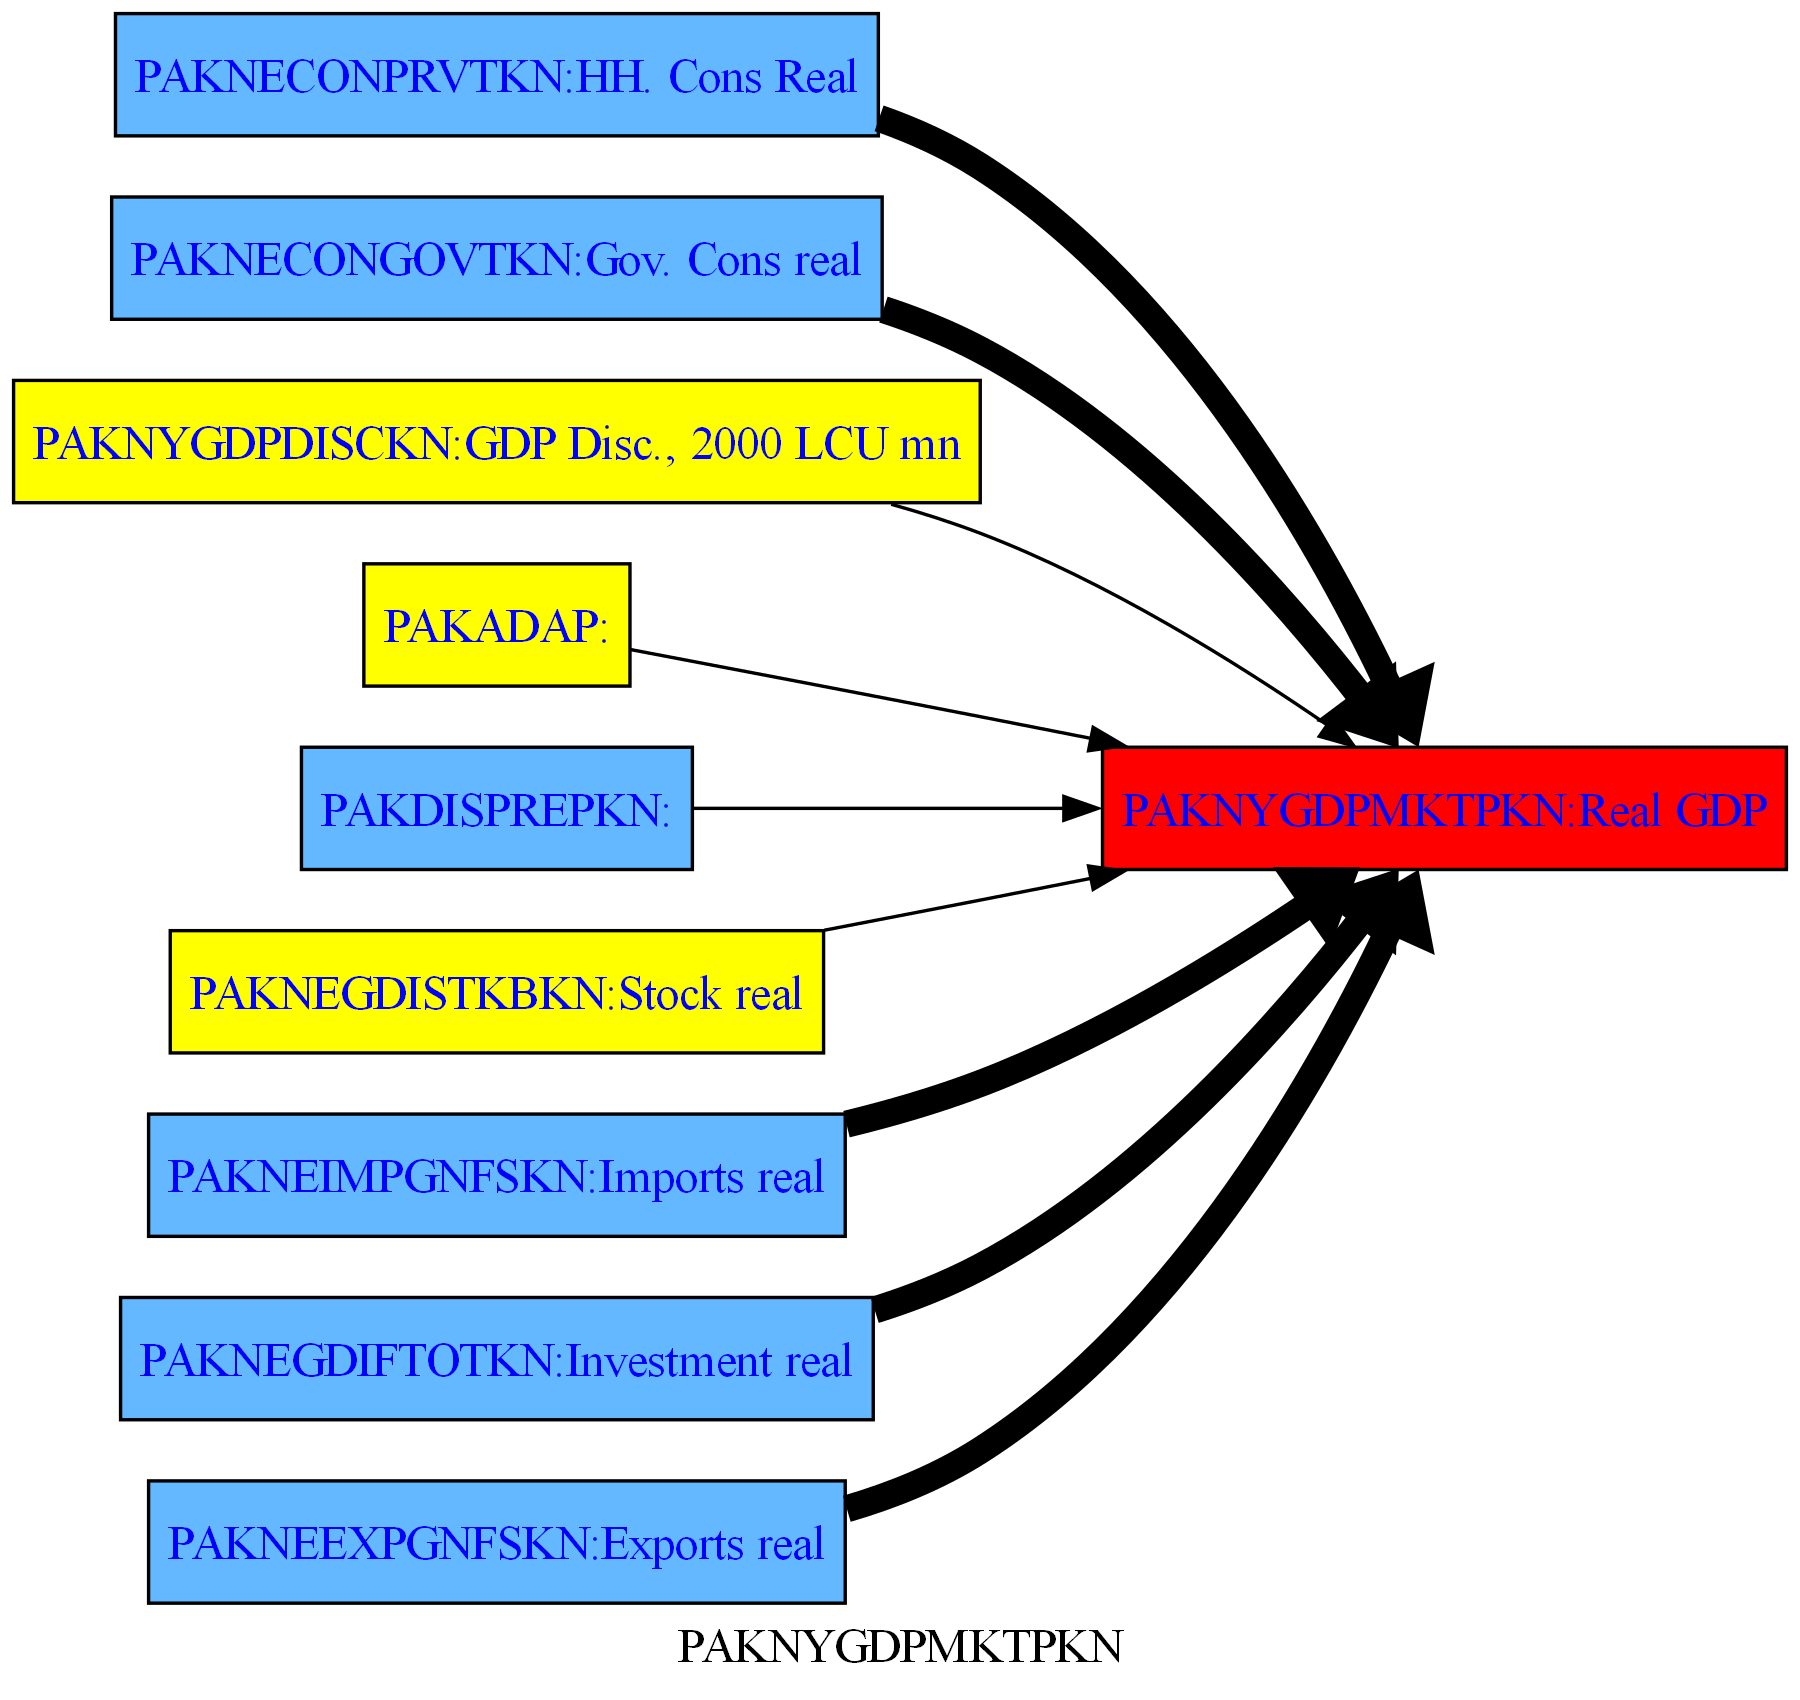 PAKNECONPRVTKN:HH. Cons Real
PAKNECONGOVTKN:Gov. Cons real
PAKNYGDPDISCKN:GDP Disc., 2000 LCU mn
PAKADAP:
PAKDISPREPKN:
PAKNYGDPMKTPKN:Real GDP
PAKNEGDISTKBKN:Stock real
PAKNEIMPGNFSKN:Imports real
PAKNEGDIFTOTKN:Investment real
PAKNEEXPGNFSKN:Exports real
PAKNYGDPMKTPKN